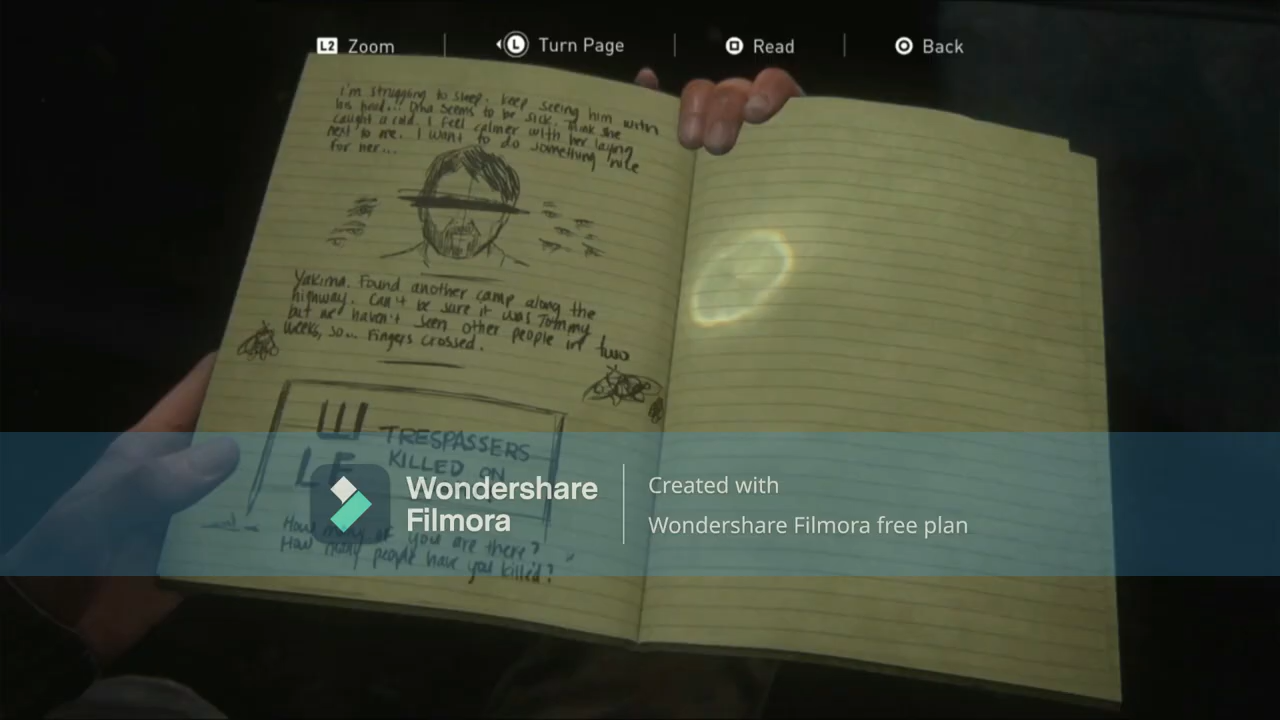 L2 Zoom
L Turn Page
Read
Back
i'm struggling to sleep. Keep seeing him with
his head... Dina seems to be sick. Think she
caught a cold. I feel calmer with her laying
next to me. I want to do something nice
for her...
Yakima. Found another camp along the
highway. Can't be sure it was Tommy
but we haven't seen other people in two
weeks, so... Fingers crossed.
TRESPASSERS
KILLED ON
Wondershare
Filmora
Created with
Wondershare Filmora free plan
How many of you are there?
How many people have you killed?